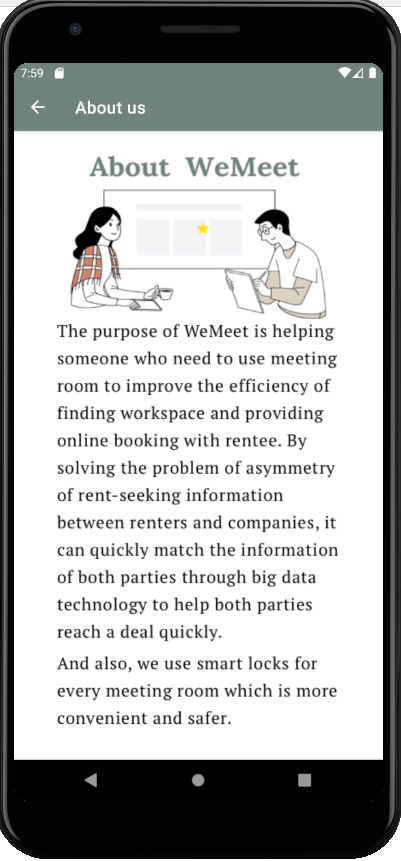 7:59
About us
About WeMeet
The purpose of WeMeet is helping
someone who need to use meeting
room to improve the efficiency of
finding workspace and providing
online booking with rentee. By
solving the problem of asymmetry
of rent-seeking information
between renters and companies, it
can quickly match the information
of both parties through big data
technology to help both parties
reach a deal quickly.
And also, we use smart locks for
every meeting room which is more
convenient and safer.